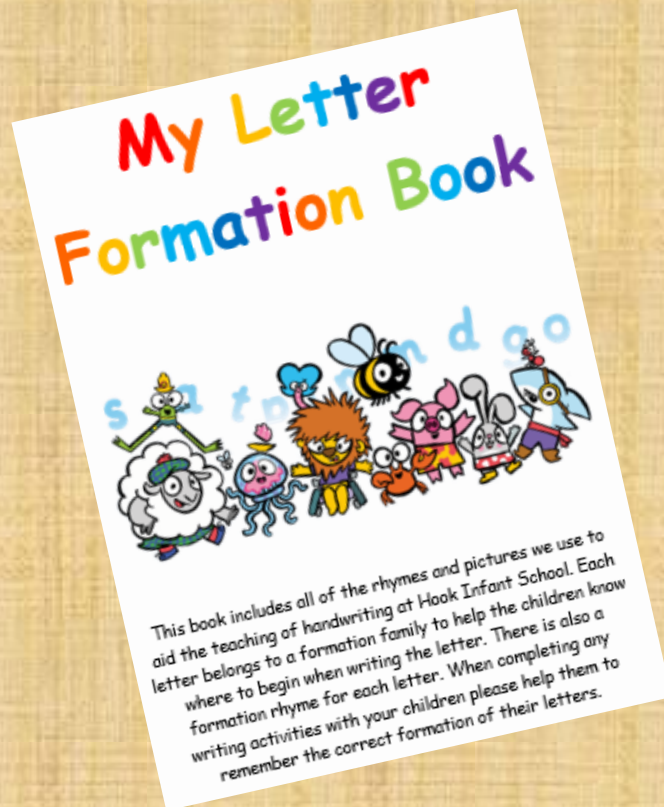 My Letter
Formation Book
s a t p n d g o
This book includes all of the rhymes and pictures we use to
aid the teaching of handwriting at Hook Infant School. Each
letter belongs to a formation family to help the children know
where to begin when writing the letter. There is also a
formation rhyme for each letter. When completing any
writing activities with your children please help them to
remember the correct formation of their letters.